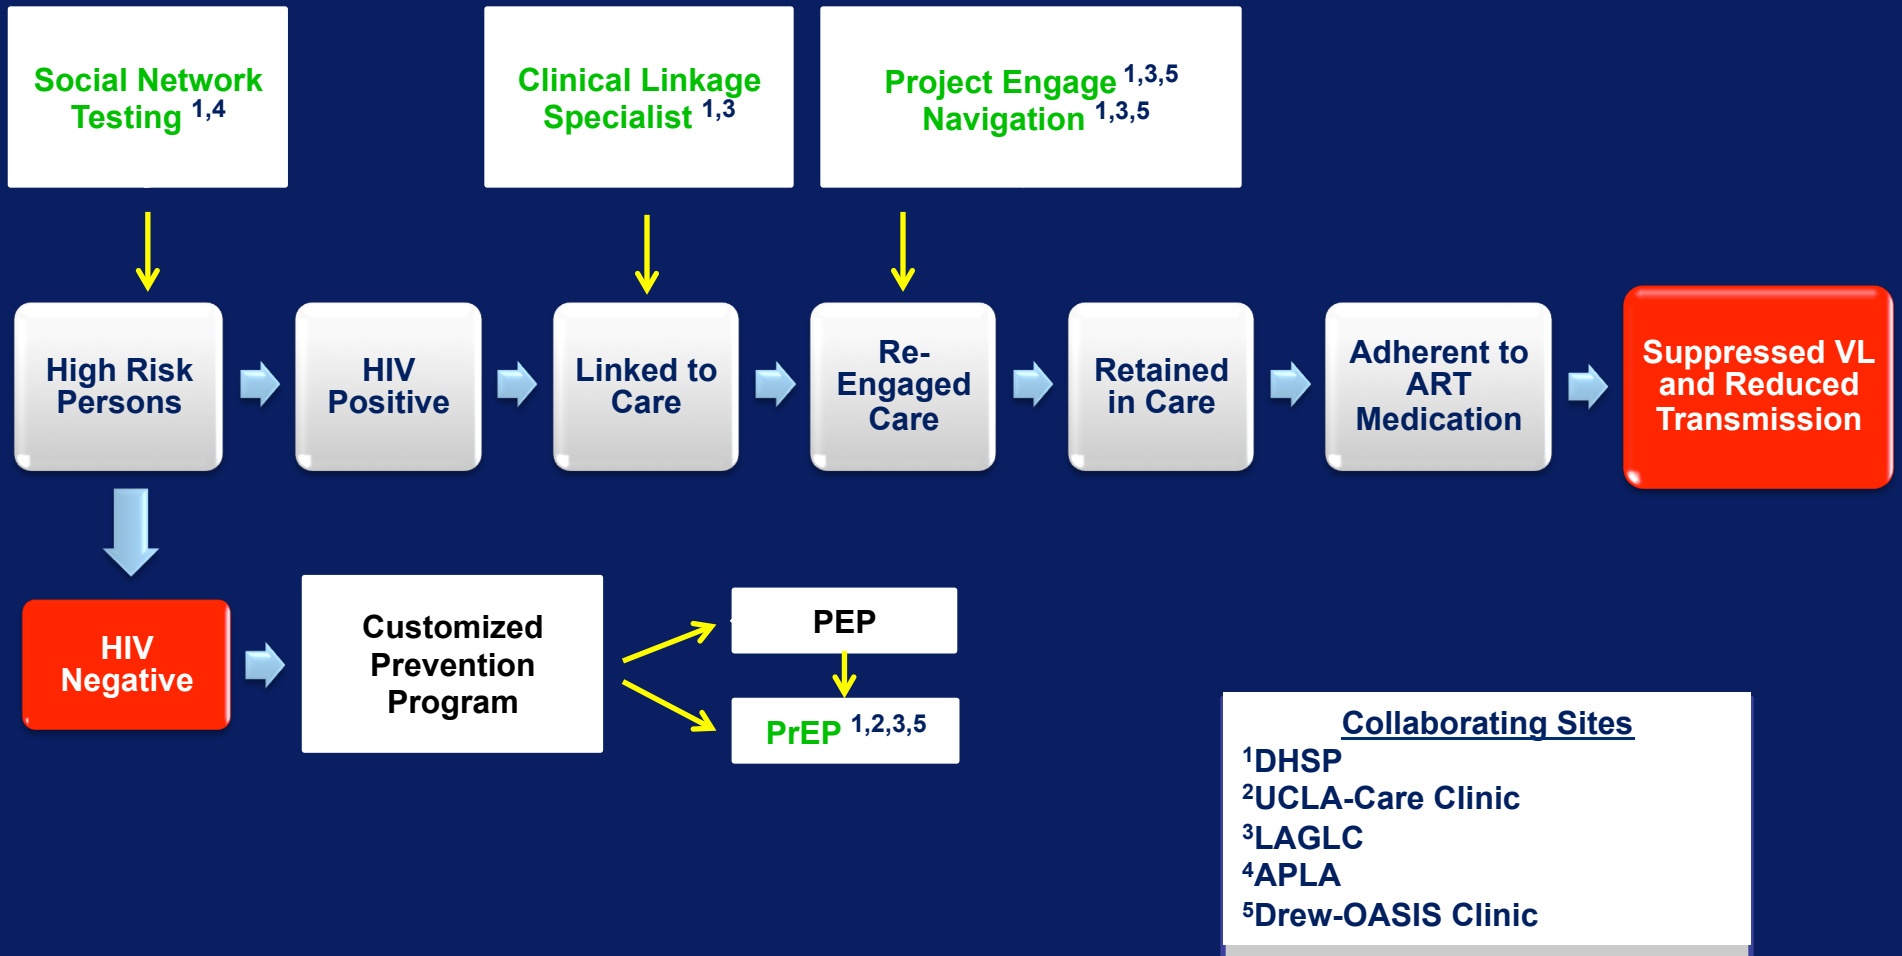 Social Network
Testing 1,4
Clinical Linkage
Specialist 1,3
Project Engage 1,3,5
Navigation 1,3,5
High Risk
Persons
HIV
Positive
Linked to
Care
Re-
Engaged
Care
Retained
in Care
Adherent to
ART
Medication
Suppressed VL
and Reduced
Transmission
HIV
Negative
Customized
Prevention
Program
PEP
PrEP 1,2,3,5
Collaborating Sites
1DHSP
2UCLA-Care Clinic
3LAGLC
4APLA
5Drew-OASIS Clinic